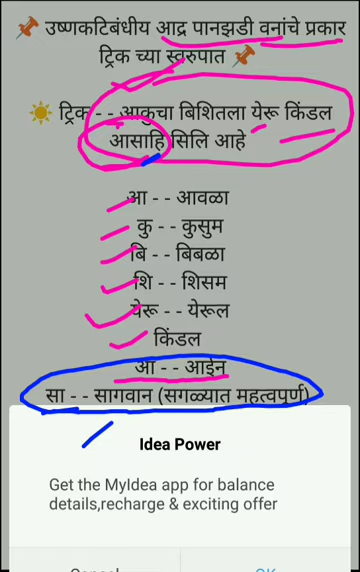 📌 उष्णकटिबंधीय आद्र पानझडी वनांचे प्रकार
ट्रिक च्या स्वरुपात 📌
☀️ ट्रिक - - आकुचा बिशितला येरू किंडल
आसाहि सिलि आहे
आ - - आवळा
कु - - कुसुम
बि - - बिबळा
शि - - शिसम
येरू - - येरूल
किंडल
आ - - आईन
सा - - सागवान (सगळ्यात महत्वपूर्ण)
Idea Power
Get the MyIdea app for balance
details,recharge & exciting offer